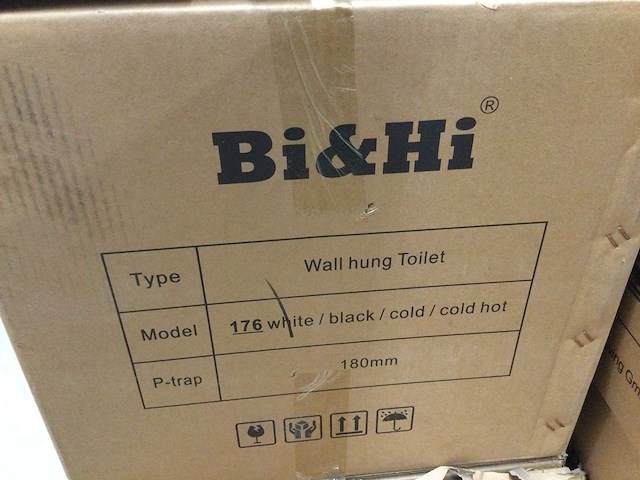 Bi&Hi ®
Type Wall hung Toilet
Model 176 white / black / cold / cold hot
P-trap 180mm